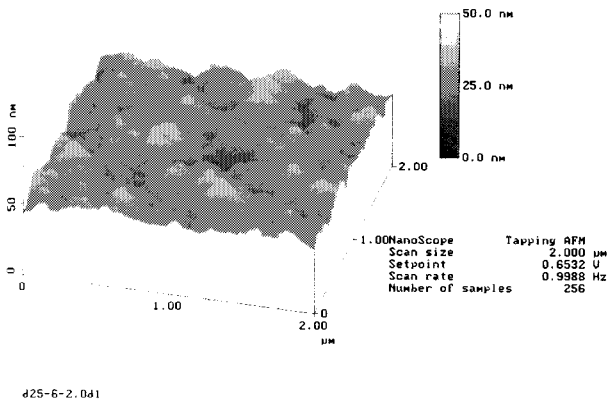 50.0 nm
25.0 nm
0.0 nm
100 nm
50
0
0
1.00
2.00
µm
0
1.00
2.00
NanoScope Tapping AFM
Scan size 2.000 µm
Setpoint 0.6532 V
Scan rate 0.9988 Hz
Number of samples 256
d25-6-2.0d1